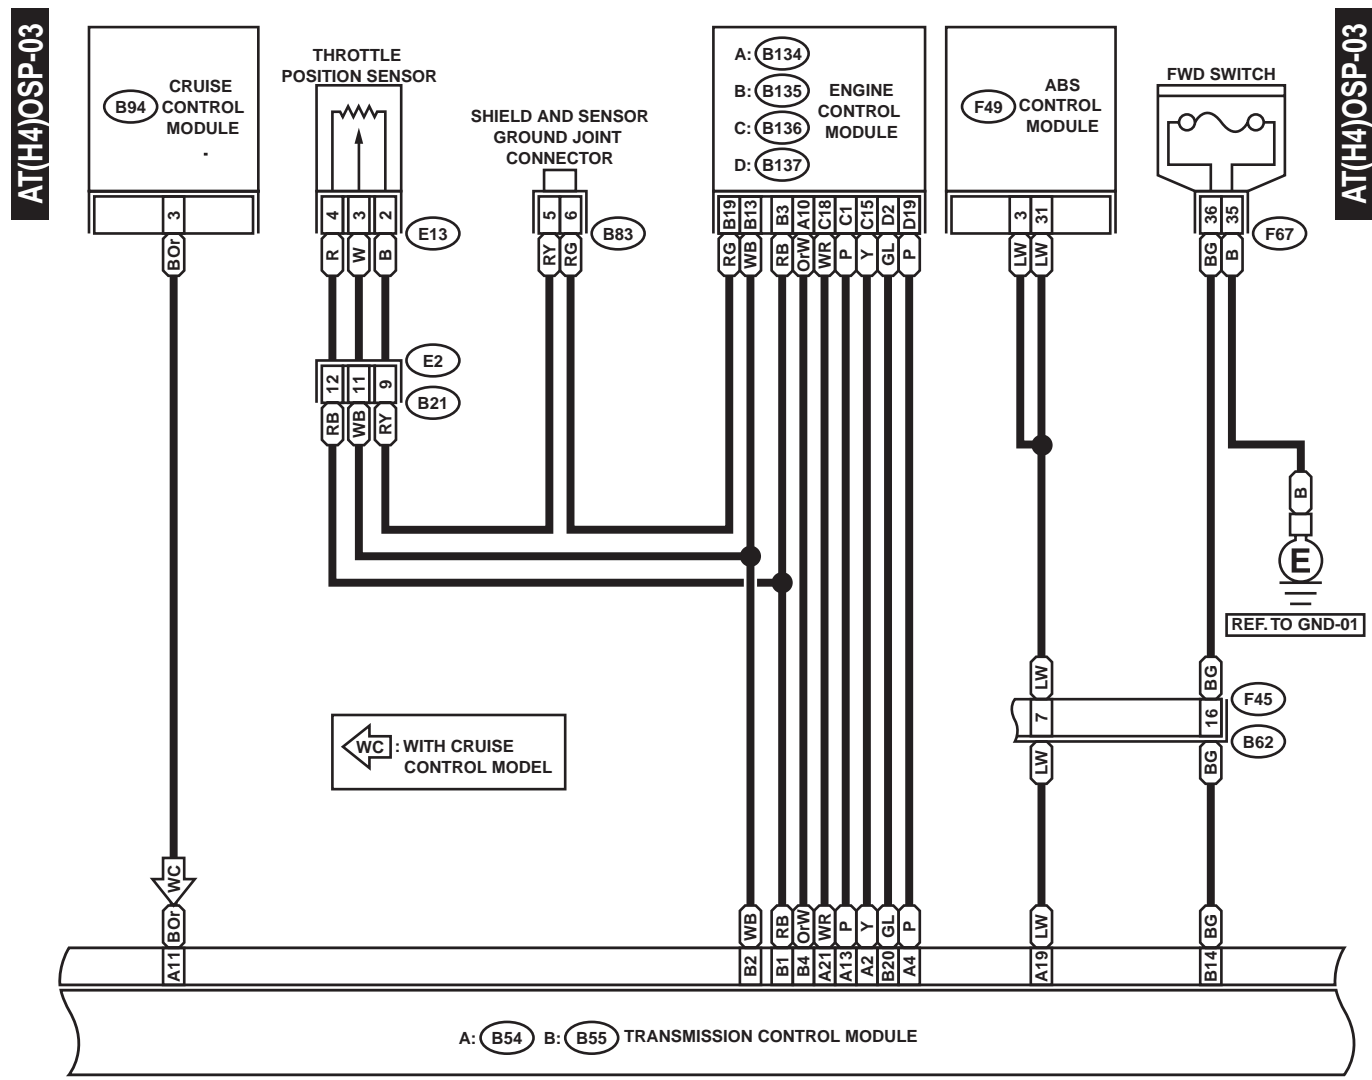 AT(H4)OSP-03
AT(H4)OSP-03
B94
CRUISE
CONTROL
MODULE
THROTTLE
POSITION SENSOR
SHIELD AND SENSOR
GROUND JOINT
CONNECTOR
A: B134
B: B135
C: B136
D: B137
ENGINE
CONTROL
MODULE
F49
ABS
CONTROL
MODULE
FWD SWITCH
3
4 3 2
E13
5 6
B83
B19 B13 B3 A10 C18 C1 C15 D2 D19
3 31
36 35
F67
BOr
R W B
RY RG
RG WB RB OrW WR P Y GL P
LW LW
BG B
E2
12 11 9
B21
RB WB RY
B
E
REF. TO GND-01
LW BG
7 16
F45
B62
LW BG
WC : WITH CRUISE
CONTROL MODEL
WC
BOr WB RB OrW WR P Y GL P LW BG
A11 B2 B1 B4 A21 A13 A2 B20 A4 A19 B14
A: B54 B: B55 TRANSMISSION CONTROL MODULE